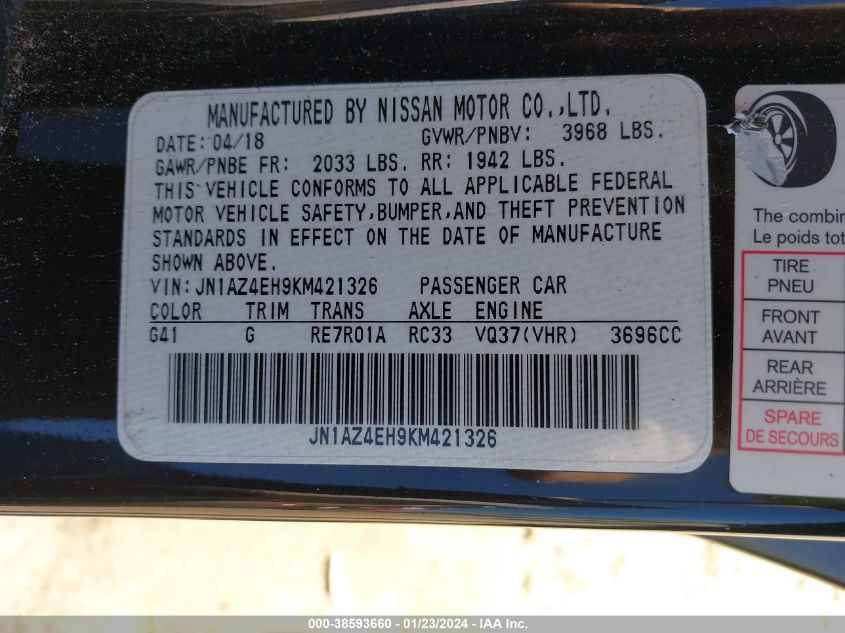 MANUFACTURED BY NISSAN MOTOR CO.,LTD.
DATE: 04/18 GVWR/PNBV: 3968 LBS.
GAWR/PNBE FR: 2033 LBS. RR: 1942 LBS.
THIS VEHICLE CONFORMS TO ALL APPLICABLE FEDERAL
MOTOR VEHICLE SAFETY,BUMPER,AND THEFT PREVENTION
STANDARDS IN EFFECT ON THE DATE OF MANUFACTURE
SHOWN ABOVE.
VIN: JN1AZ4EH9KM421326 PASSENGER CAR
COLOR TRIM TRANS AXLE ENGINE
G41 G RE7R01A RC33 VQ37(VHR) 3696CC
JN1AZ4EH9KM421326
The combin
Le poids tot
TIRE
PNEU
FRONT
AVANT
REAR
ARRIÈRE
SPARE
DE SECOURS
000-38593660 - 01/23/2024 - IAA Inc.